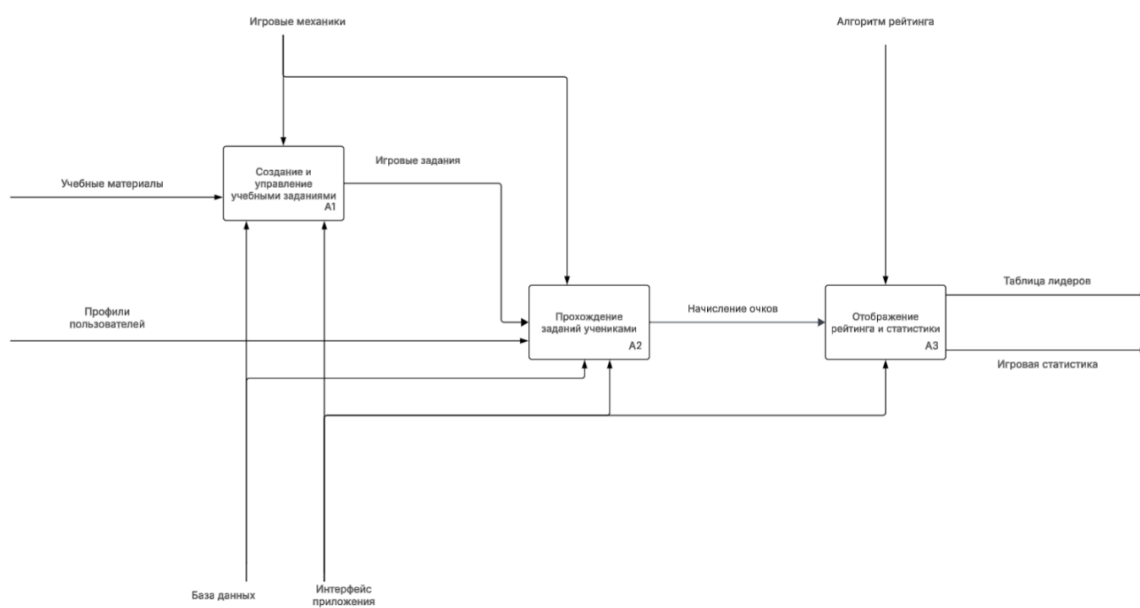 Игровые механики
Алгоритм рейтинга
Создание и
управление
учебными заданиями
A1
Игровые задания
Учебные материалы
Профили
пользователей
Прохождение
заданий учениками
A2
Начисление очков
Отображение
рейтинга и статистики
A3
Таблица лидеров
Игровая статистика
База данных
Интерфейс
приложения